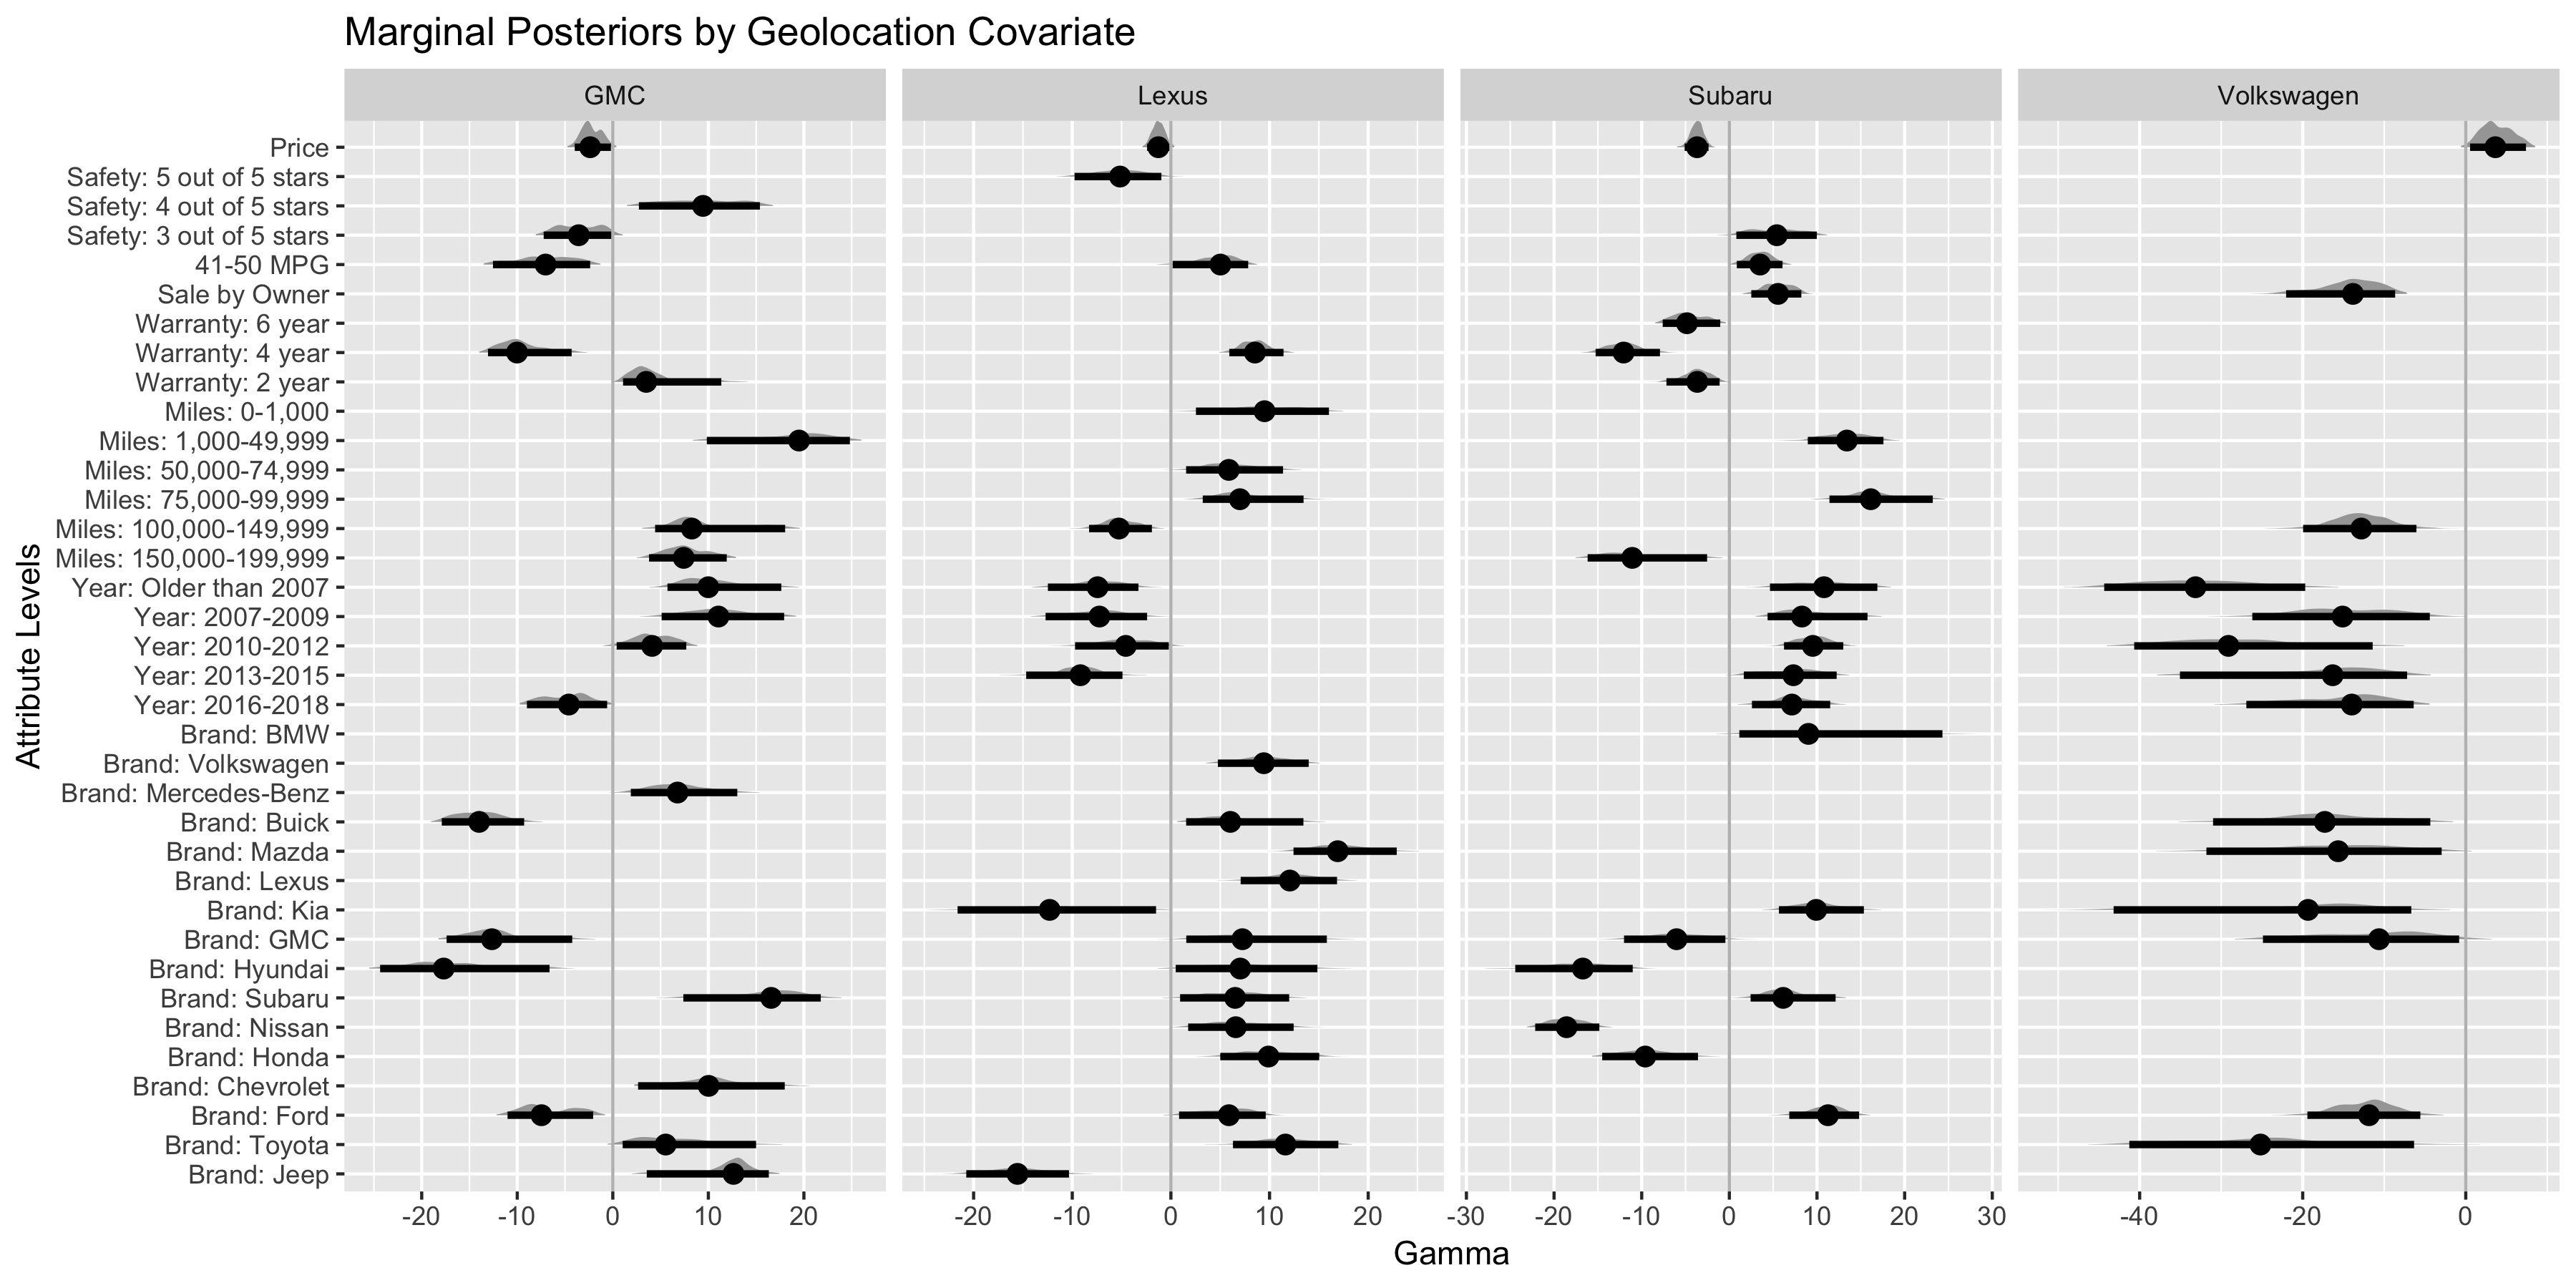 Marginal Posteriors by Geolocation Covariate
GMC Lexus Subaru Volkswagen
Price
Safety: 5 out of 5 stars
Safety: 4 out of 5 stars
Safety: 3 out of 5 stars
41-50 MPG
Sale by Owner
Warranty: 6 year
Warranty: 4 year
Warranty: 2 year
Miles: 0-1,000
Miles: 1,000-49,999
Miles: 50,000-74,999
Miles: 75,000-99,999
Miles: 100,000-149,999
Miles: 150,000-199,999
Year: Older than 2007
Year: 2007-2009
Year: 2010-2012
Year: 2013-2015
Year: 2016-2018
Brand: BMW
Brand: Volkswagen
Brand: Mercedes-Benz
Brand: Buick
Brand: Mazda
Brand: Lexus
Brand: Kia
Brand: GMC
Brand: Hyundai
Brand: Subaru
Brand: Nissan
Brand: Honda
Brand: Chevrolet
Brand: Ford
Brand: Toyota
Brand: Jeep
Attribute Levels
-20 -10 0 10 20 -20 -10 0 10 20 -30 -20 -10 0 10 20 30 -40 -20 0
Gamma